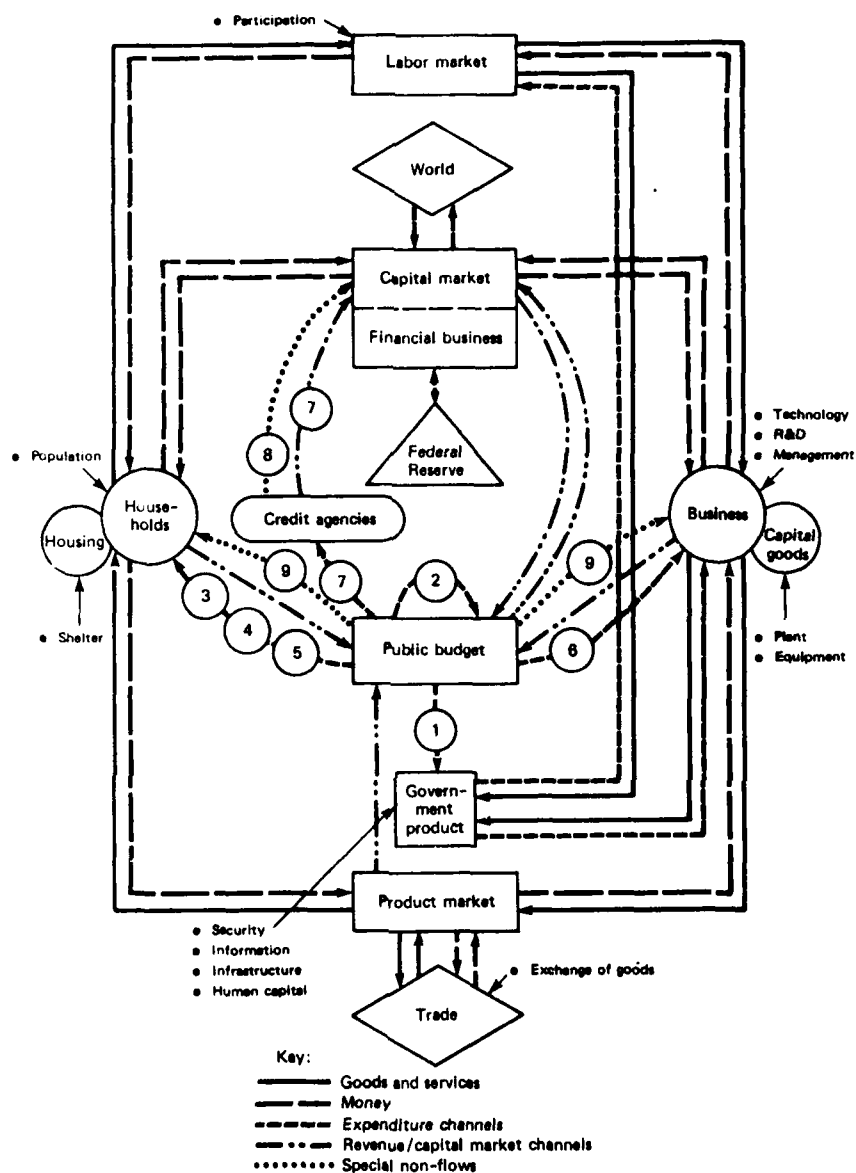 • Participation
Labor market
World
Capital market
Financial business
7
Federal
Reserve
8
• Technology
• R&D
• Management
• Population
House-
holds
Housing
Credit agencies
Business
Capital
goods
9
7
2
9
3
4
5
6
• Shelter
Public budget
• Plant
• Equipment
1
Govern-
ment
product
Product market
• Security
• Information
• Infrastructure
• Human capital
• Exchange of goods
Trade
Key:
Goods and services
Money
Expenditure channels
Revenue/capital market channels
Special non-flows